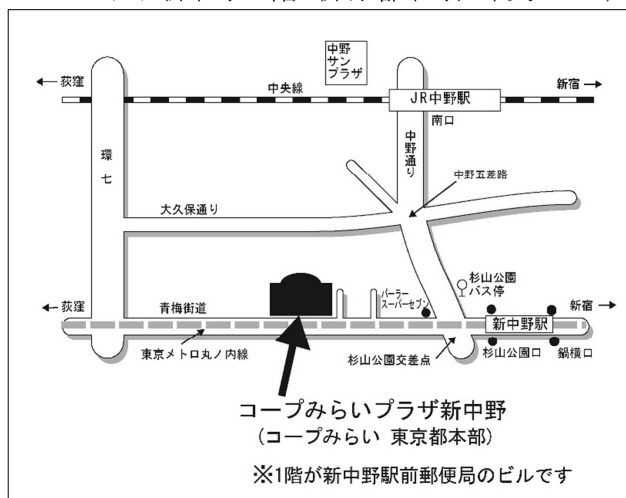 中野
サン
プラザ
← 荻窪
中央線
JR中野駅
新宿 →
南口
環七
中野通り
中野五差路
大久保通り
杉山公園
バス停
パーラー
スーパーセブン
← 荻窪
青梅街道
新宿 →
新中野駅
東京メトロ丸ノ内線
杉山公園交差点
杉山公園口
鍋横口
コープみらいプラザ新中野
(コープみらい 東京都本部)
※1階が新中野駅前郵便局のビルです